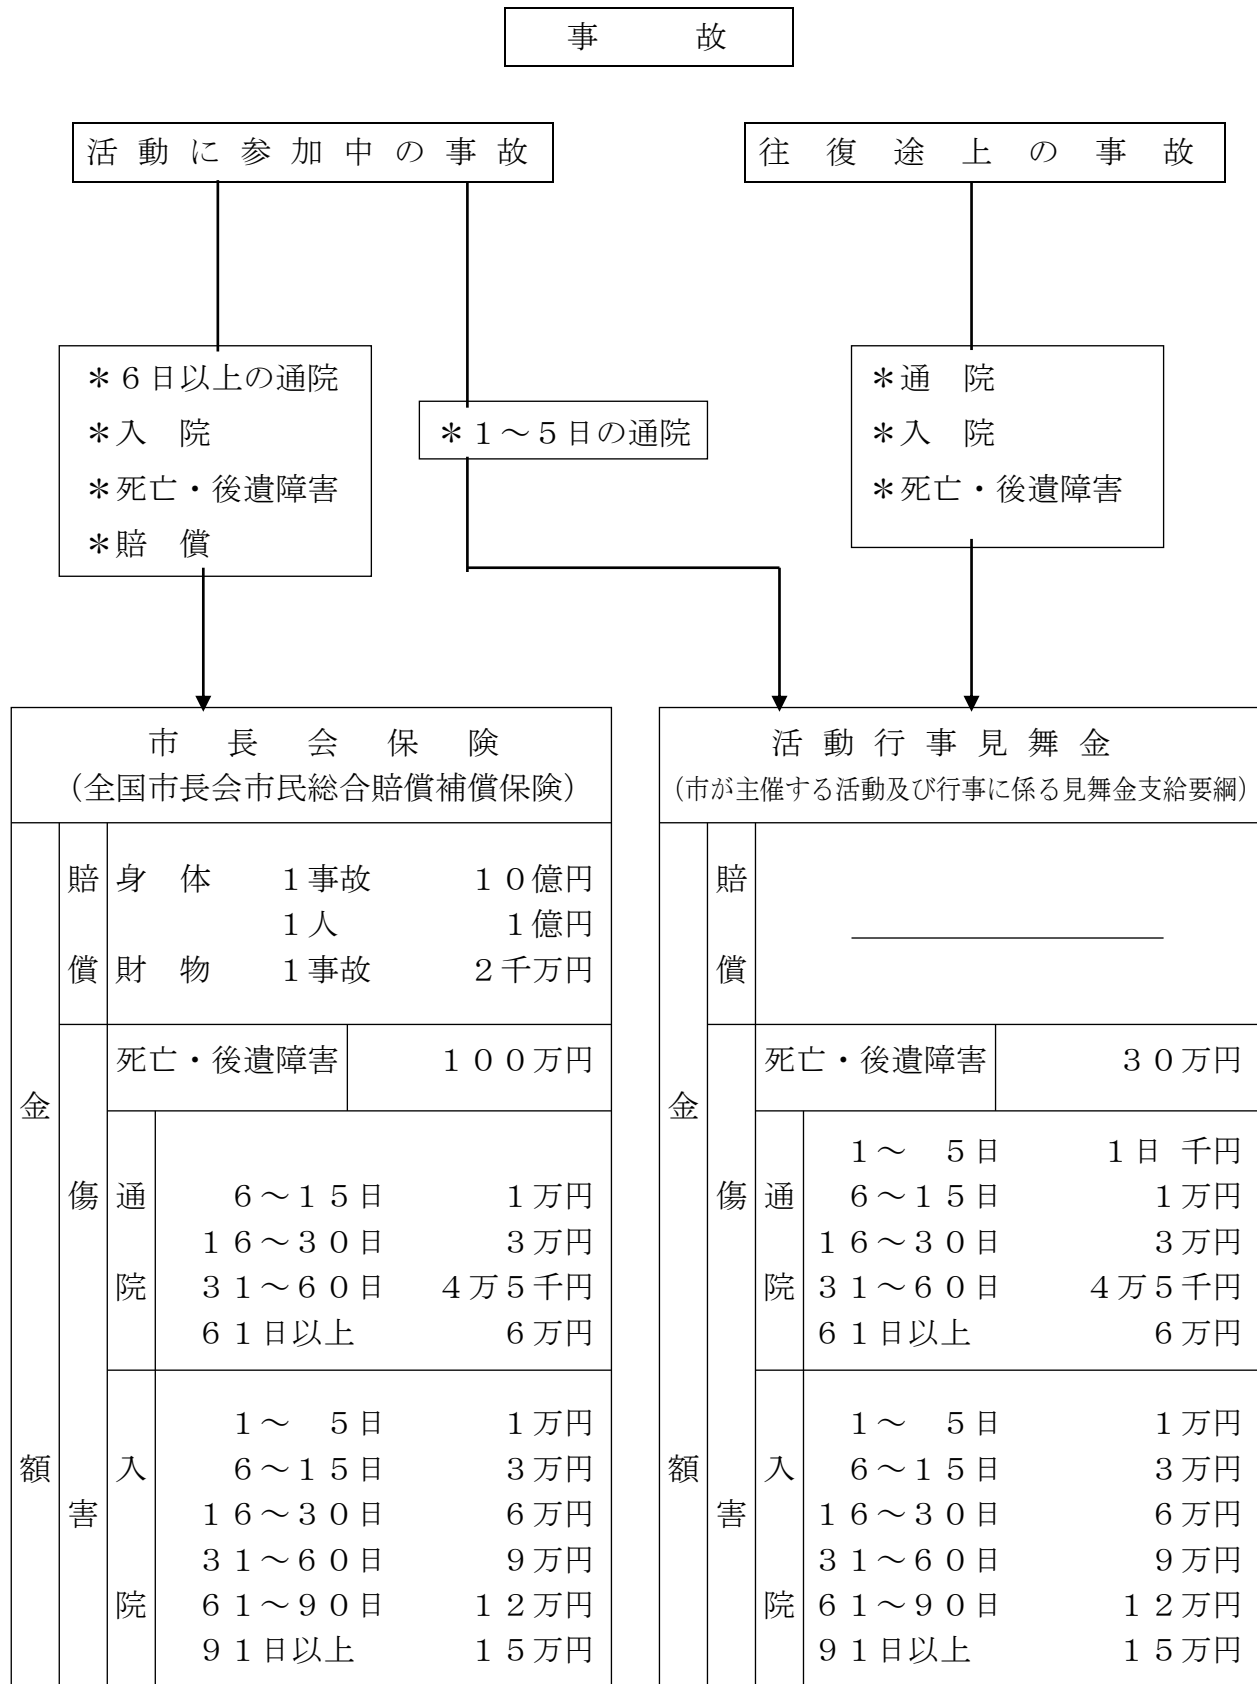 事　　故
活動に参加中の事故
往復途上の事故
＊６日以上の通院
＊入　院
＊死亡・後遺障害
＊賠　償
＊１～５日の通院
＊通　院
＊入　院
＊死亡・後遺障害
市長会保険
（全国市長会市民総合賠償補償保険）
金額
賠償
身　体　１事故　１０億円
１人　１億円
財　物　１事故　２千万円
傷害
死亡・後遺障害　１００万円
通院
６～１５日　１万円
１６～３０日　３万円
３１～６０日　４万５千円
６１日以上　６万円
入院
１～　５日　１万円
６～１５日　３万円
１６～３０日　６万円
３１～６０日　９万円
６１～９０日　１２万円
９１日以上　１５万円
活動行事見舞金
（市が主催する活動及び行事に係る見舞金支給要綱）
金額
賠償
傷害
死亡・後遺障害　３０万円
通院
１～　５日　１日 千円
６～１５日　１万円
１６～３０日　３万円
３１～６０日　４万５千円
６１日以上　６万円
入院
１～　５日　１万円
６～１５日　３万円
１６～３０日　６万円
３１～６０日　９万円
６１～９０日　１２万円
９１日以上　１５万円